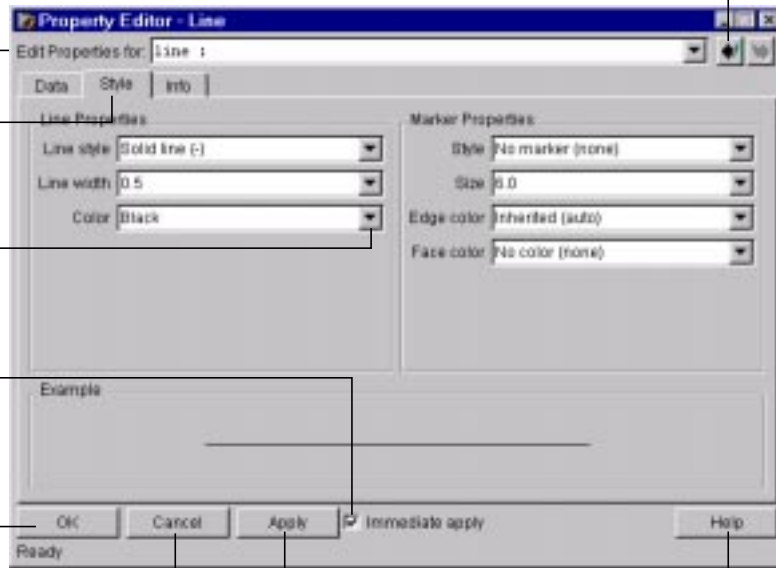 Property Editor - Line
Edit Properties for: line :
Data Style Info
Line Properties
Line style Solid line (-)
Line width 0.5
Color Black
Marker Properties
Style No marker (none)
Size 6.0
Edge color Inherited (auto)
Face color No color (none)
Example
OK Cancel Apply Immediate apply Help
Ready